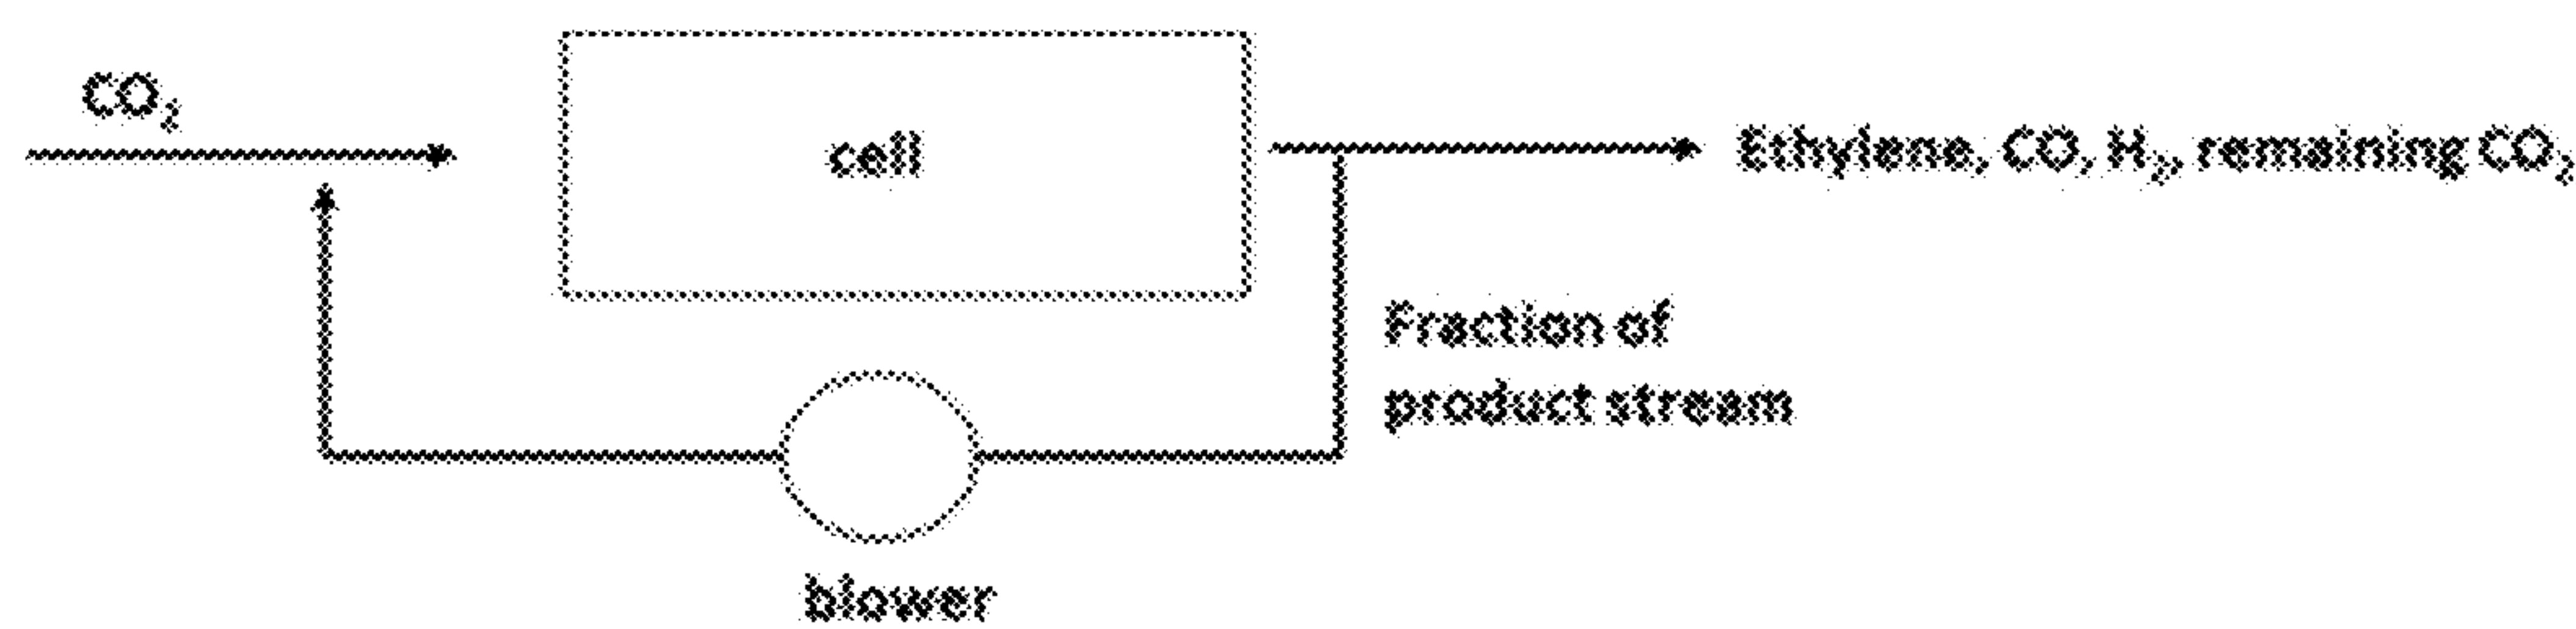 CO₂
cell
Ethylene, CO, H₂, remaining CO₂
Fraction of
product stream
blower